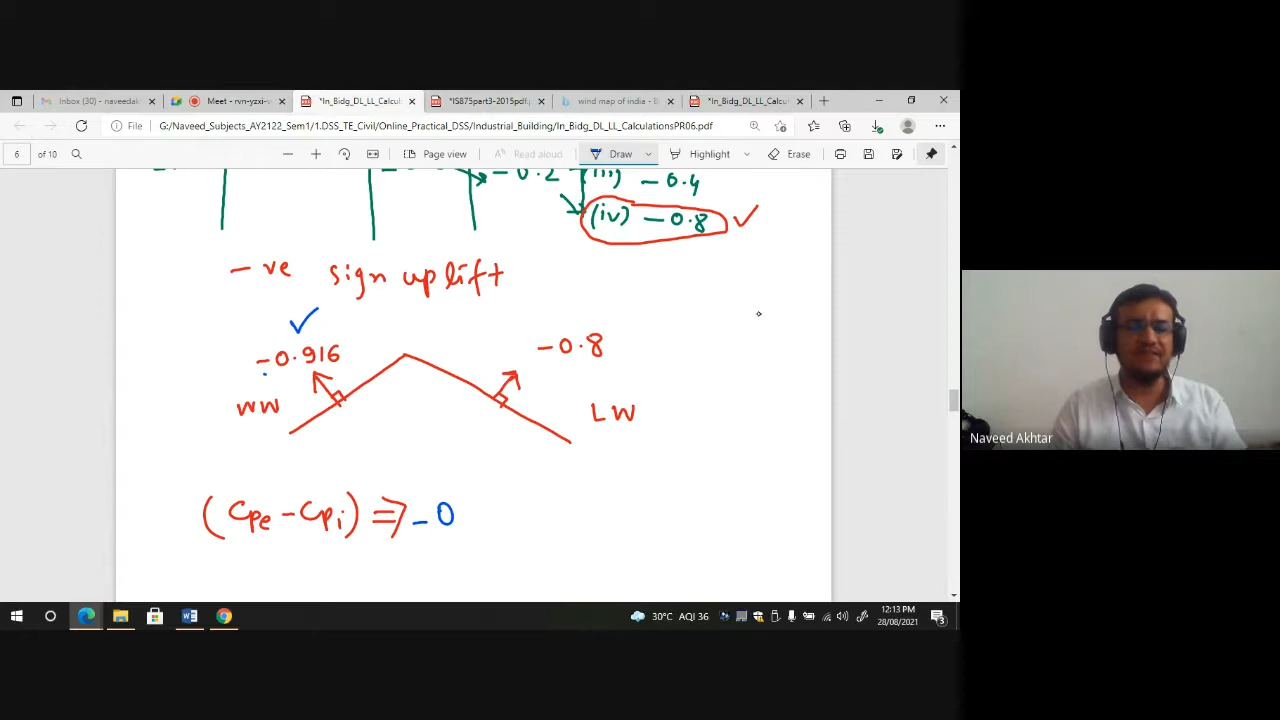 Inbox (30) - naveedak
Meet - rvn-yzxi-v
*In_Bidg_DL_LL_Calcul
*IS875part3-2015pdf.p
wind map of india - B
*In_Bidg_DL_LL_Calcul
File
G:/Naveed_Subjects_AY2122_Sem1/1.DSS_TE_Civil/Online_Practical_DSS/Industrial_Building/In_Bidg_DL_LL_CalculationsPR06.pdf
6 of 10
Page view
Read aloud
Draw
Highlight
Erase
-0.2 (iii) -0.4
(iv) -0.8
-ve sign uplift
-0.916
-0.8
WW
LW
(Cpe - Cpi) ⇒ -0
Naveed Akhtar
30°C AQI 36
12:13 PM
28/08/2021
3